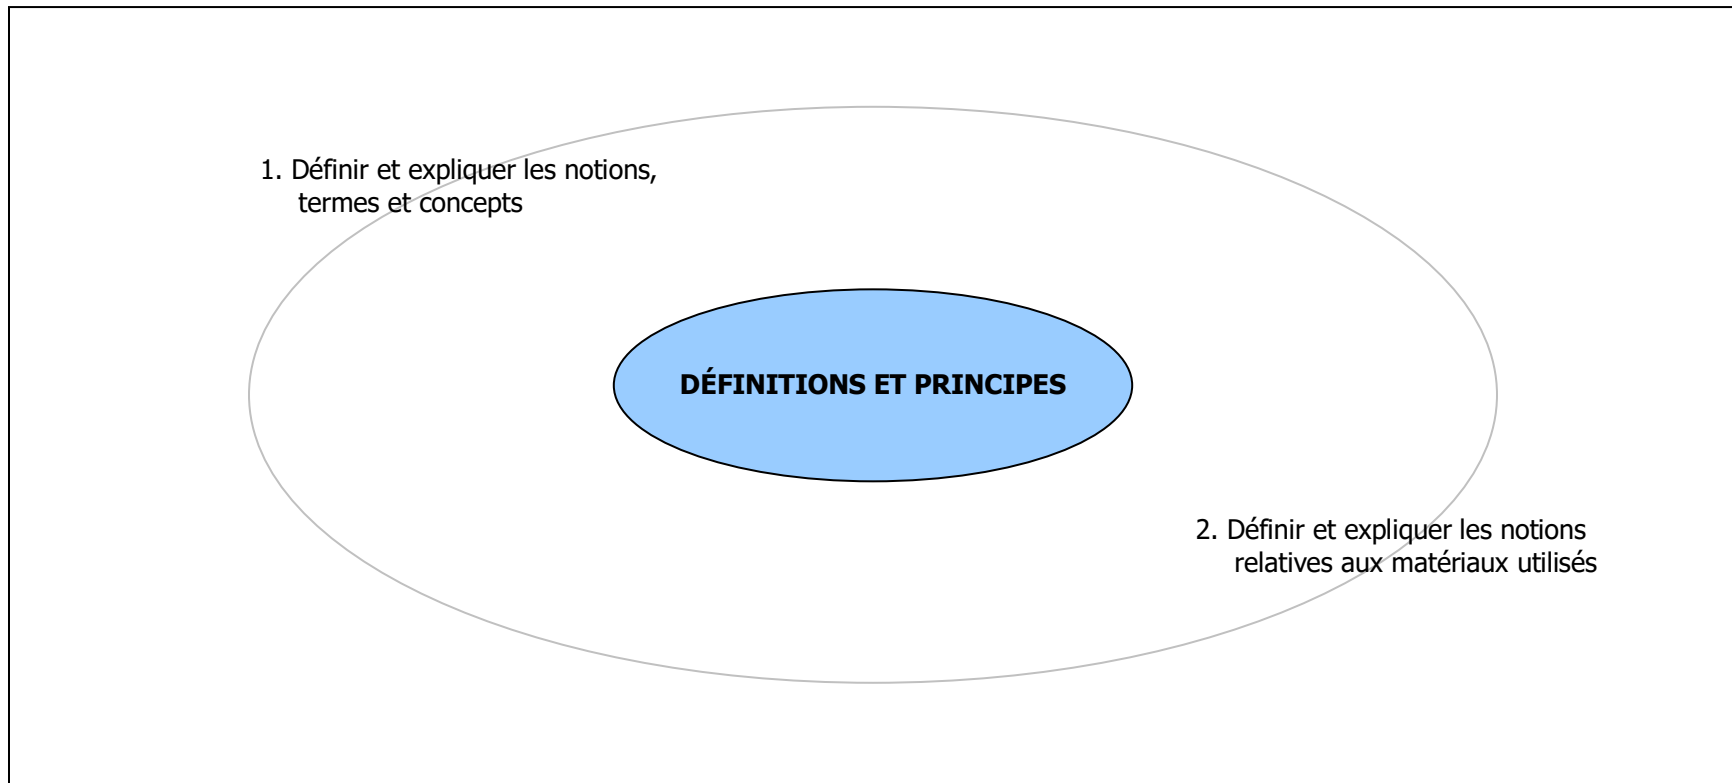 1. Définir et expliquer les notions,
termes et concepts
DÉFINITIONS ET PRINCIPES
2. Définir et expliquer les notions
relatives aux matériaux utilisés